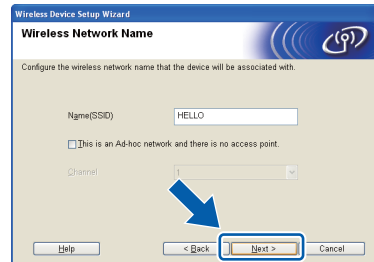 Wireless Device Setup Wizard
Wireless Network Name
Configure the wireless network name that the device will be associated with.
Name(SSID) HELLO
This is an Ad-hoc network and there is no access point.
Channel 1
Help < Back Next > Cancel